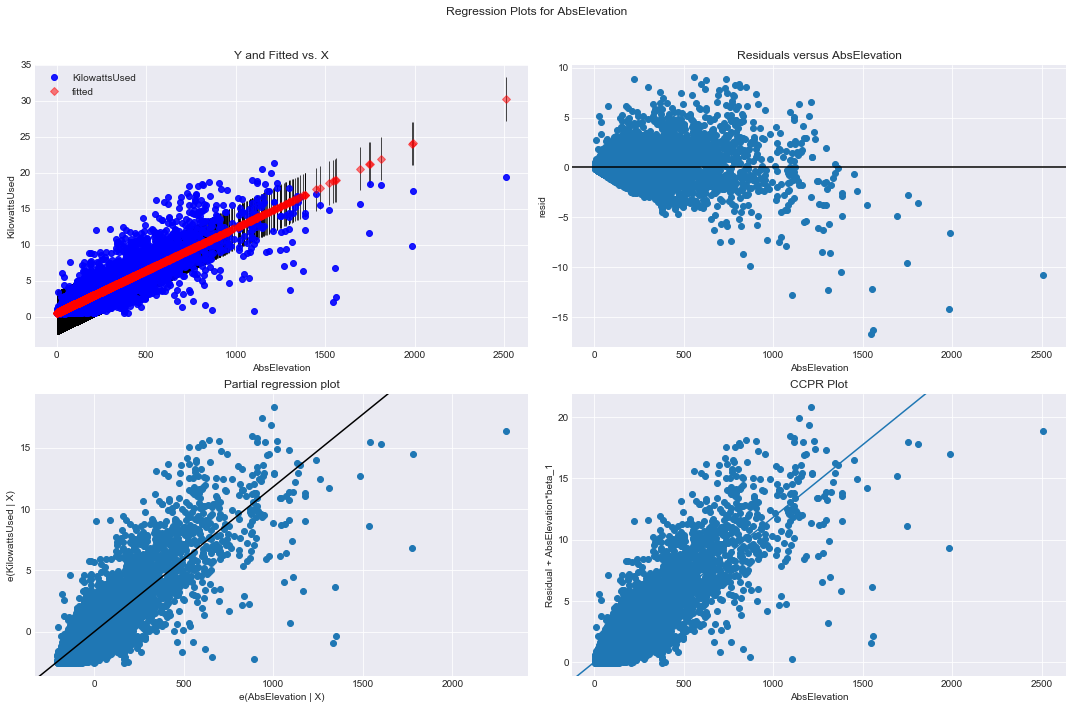 Regression Plots for AbsElevation
Y and Fitted vs. X
35
30
25
20
15
10
5
0
KilowattsUsed
KilowattsUsed
fitted
0 500 1000 1500 2000 2500
AbsElevation
Residuals versus AbsElevation
10
5
0
−5
−10
−15
resid
0 500 1000 1500 2000 2500
AbsElevation
Partial regression plot
15
10
5
0
e(KilowattsUsed | X)
0 500 1000 1500 2000
e(AbsElevation | X)
CCPR Plot
20
15
10
5
0
Residual + AbsElevation*beta_1
0 500 1000 1500 2000 2500
AbsElevation